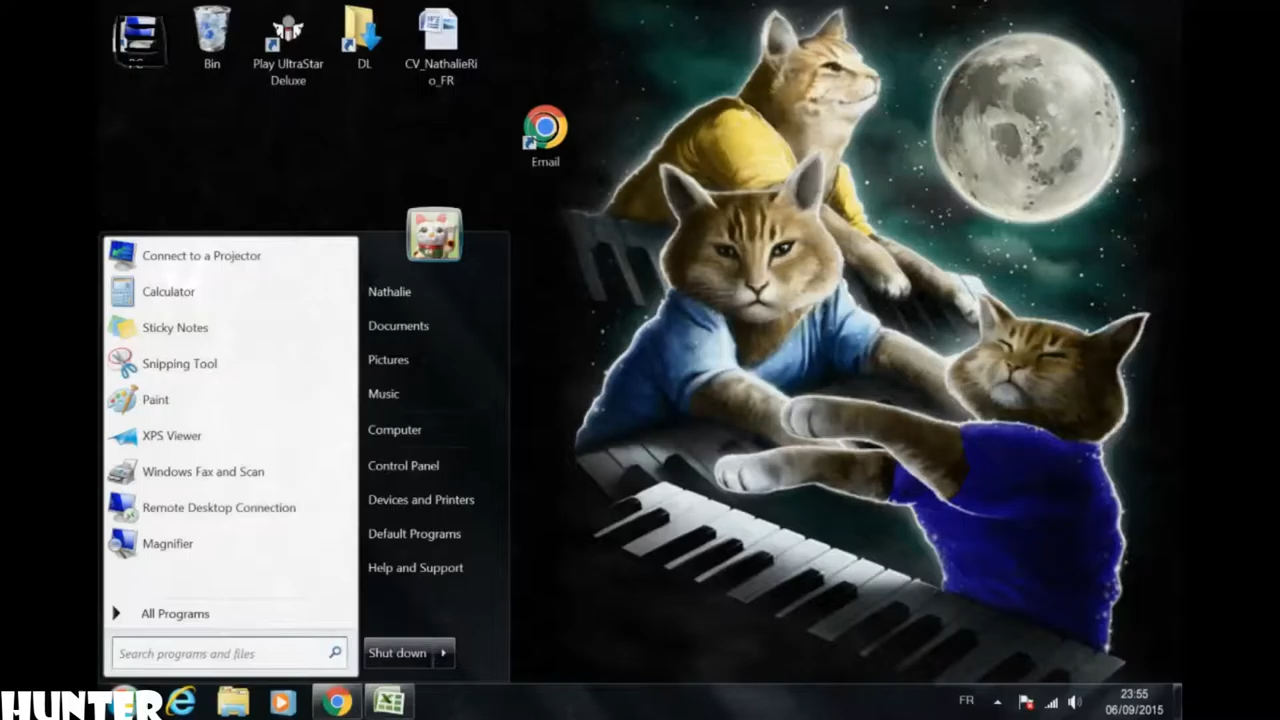 PC
Bin
Play UltraStar
Deluxe
DL
CV_NathalieRi
o_FR
Email
Connect to a Projector
Calculator
Sticky Notes
Snipping Tool
Paint
XPS Viewer
Windows Fax and Scan
Remote Desktop Connection
Magnifier
All Programs
Search programs and files
Nathalie
Documents
Pictures
Music
Computer
Control Panel
Devices and Printers
Default Programs
Help and Support
Shut down
HUNTER
FR
23:55
06/09/2015